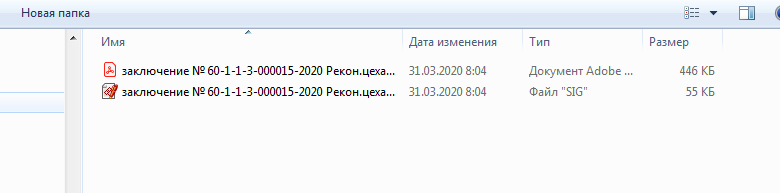 Новая папка
Имя Дата изменения Тип Размер
заключение № 60-1-1-3-000015-2020 Рекон.цеха... 31.03.2020 8:04 Документ Adobe ... 446 КБ
заключение № 60-1-1-3-000015-2020 Рекон.цеха... 31.03.2020 8:04 Файл "SIG" 55 КБ